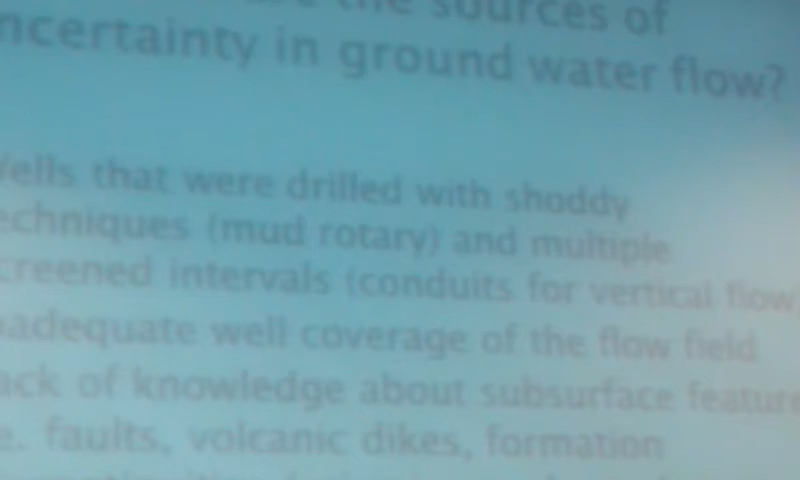 are the sources of
ncertainty in ground water flow?
ells that were drilled with shoddy
echniques (mud rotary) and multiple
creened intervals (conduits for vertical flow
adequate well coverage of the flow field
ack of knowledge about subsurface feature
e. faults, volcanic dikes, formation